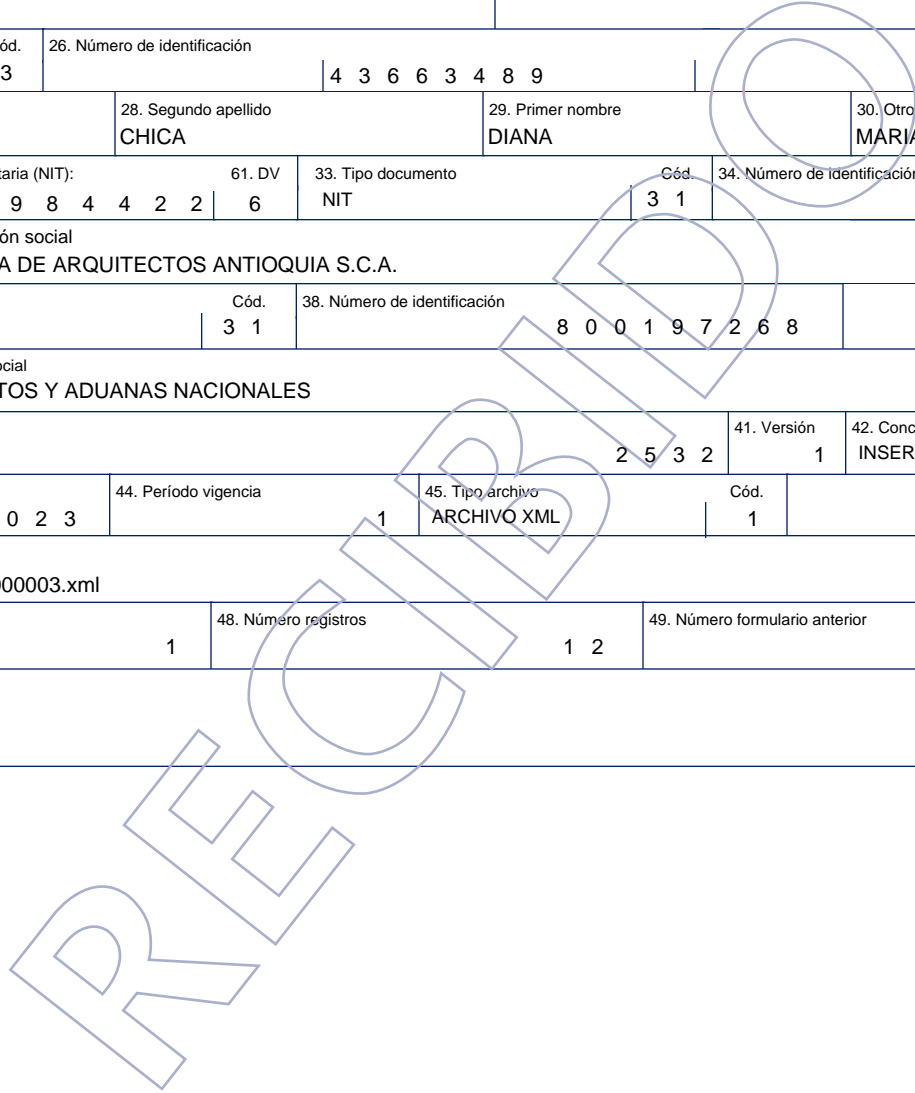 ód. 26. Número de identificación
3 4 3 6 6 3 4 8 9
28. Segundo apellido 29. Primer nombre 30. Otro
CHICA DIANA MARIA
taria (NIT): 61. DV 33. Tipo documento Cód. 34. Número de identificación
9 8 4 4 2 2 6 NIT 3 1
ón social
A DE ARQUITECTOS ANTIOQUIA S.C.A.
Cód. 38. Número de identificación
3 1 8 0 0 1 9 7 2 6 8
ocial
TOS Y ADUANAS NACIONALES
41. Versión 42. Conc
2 5 3 2 1 INSER
44. Período vigencia 45. Tipo archivo Cód.
0 2 3 1 ARCHIVO XML 1
000003.xml
48. Número registros 49. Número formulario anterior
1 1 2
RECIBIDO